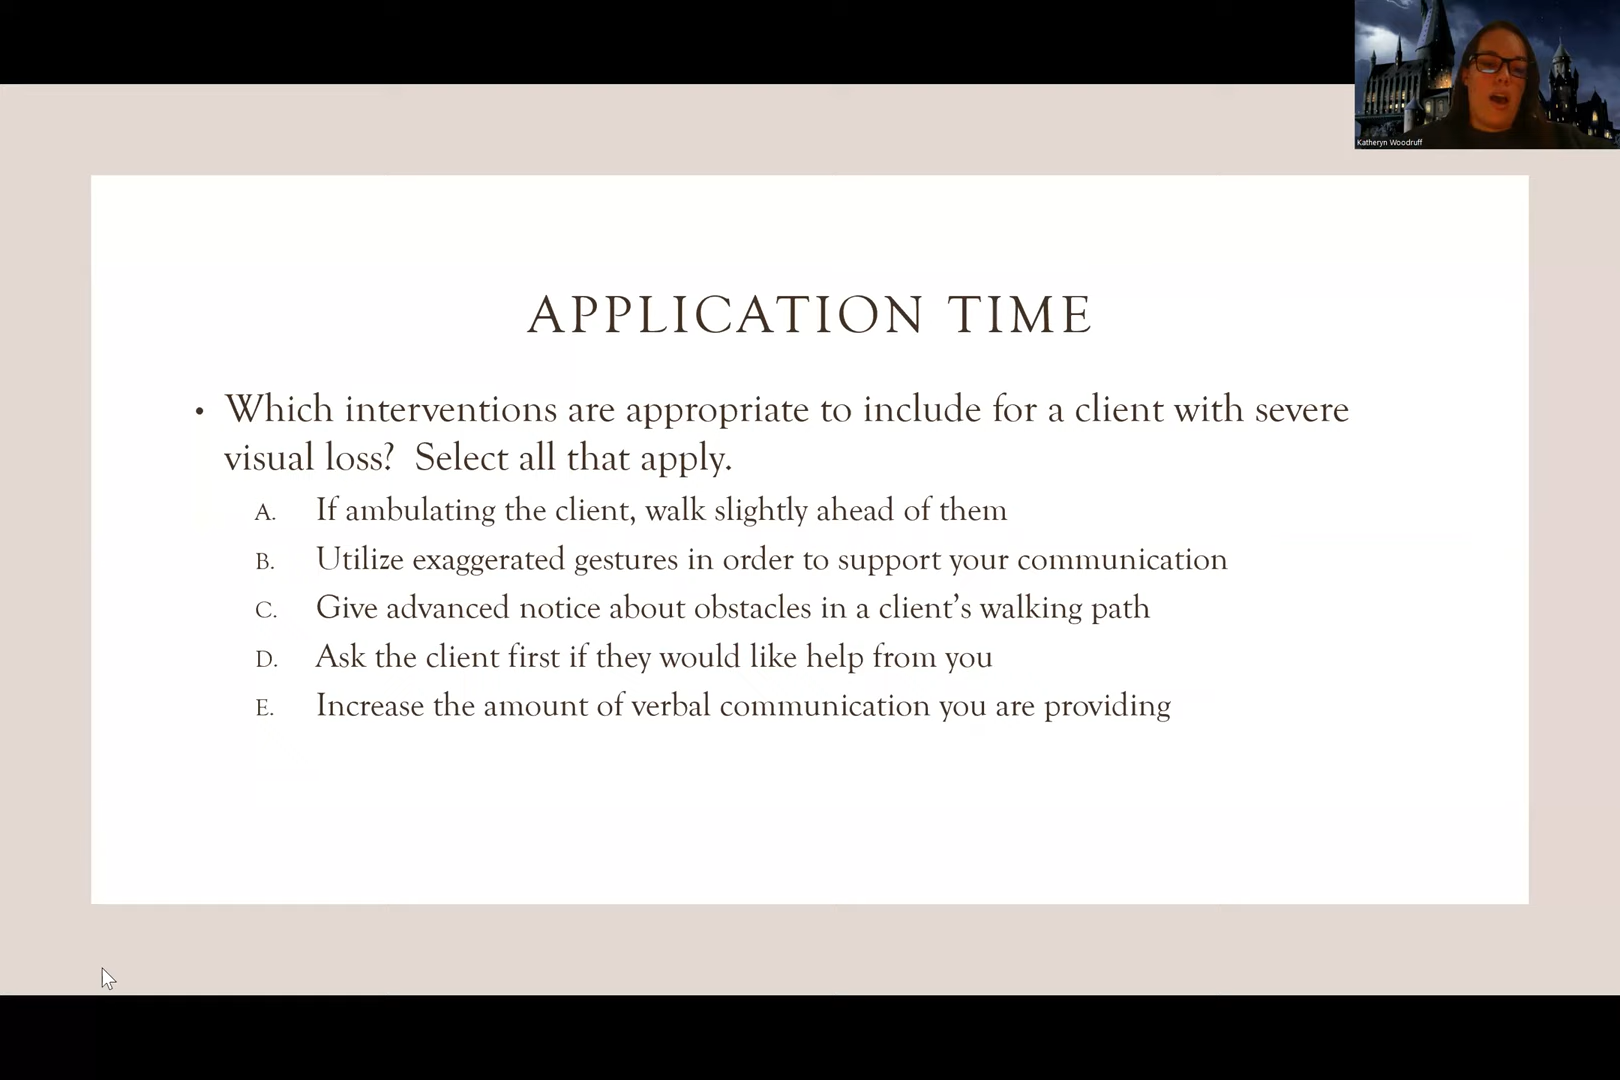 Katheryn Woodruff
APPLICATION TIME
• Which interventions are appropriate to include for a client with severe
visual loss?  Select all that apply.
A. If ambulating the client, walk slightly ahead of them
B. Utilize exaggerated gestures in order to support your communication
C. Give advanced notice about obstacles in a client’s walking path
D. Ask the client first if they would like help from you
E. Increase the amount of verbal communication you are providing